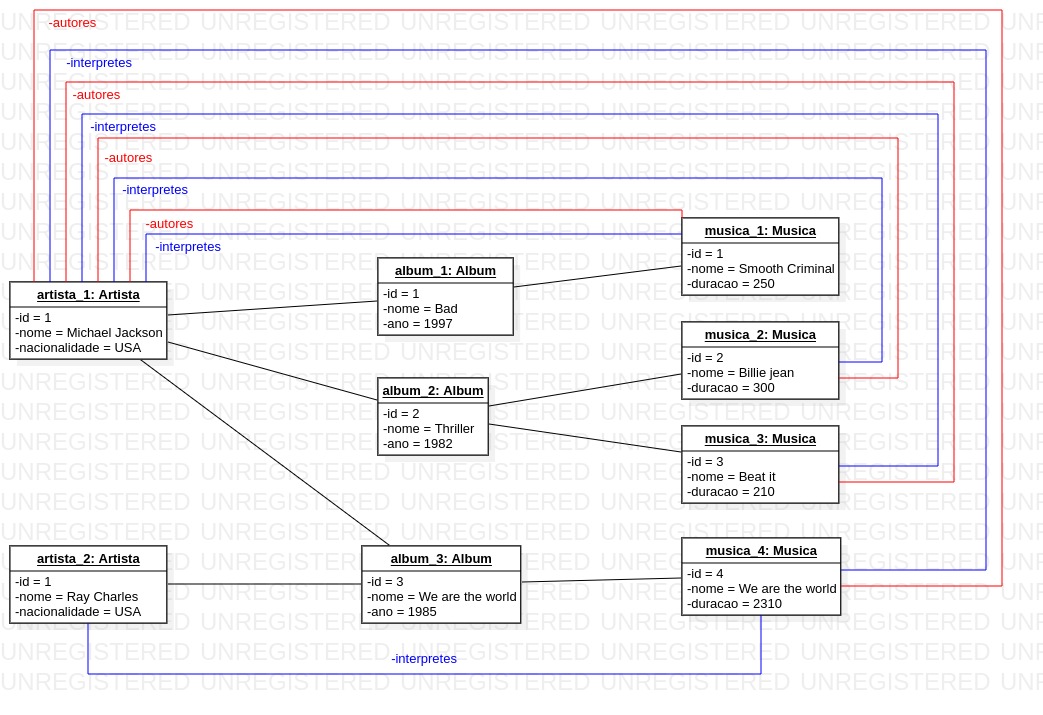 UNREGISTERED UNREGISTERED UNREGISTERED UNREGISTERED UNREGISTERED
-autores
-interpretes
-autores
-interpretes
-autores
-interpretes
-autores
-interpretes
musica_1: Musica
-id = 1
-nome = Smooth Criminal
-duracao = 250
album_1: Album
-id = 1
-nome = Bad
-ano = 1997
artista_1: Artista
-id = 1
-nome = Michael Jackson
-nacionalidade = USA
musica_2: Musica
-id = 2
-nome = Billie jean
-duracao = 300
album_2: Album
-id = 2
-nome = Thriller
-ano = 1982
musica_3: Musica
-id = 3
-nome = Beat it
-duracao = 210
artista_2: Artista
-id = 1
-nome = Ray Charles
-nacionalidade = USA
album_3: Album
-id = 3
-nome = We are the world
-ano = 1985
musica_4: Musica
-id = 4
-nome = We are the world
-duracao = 2310
-interpretes